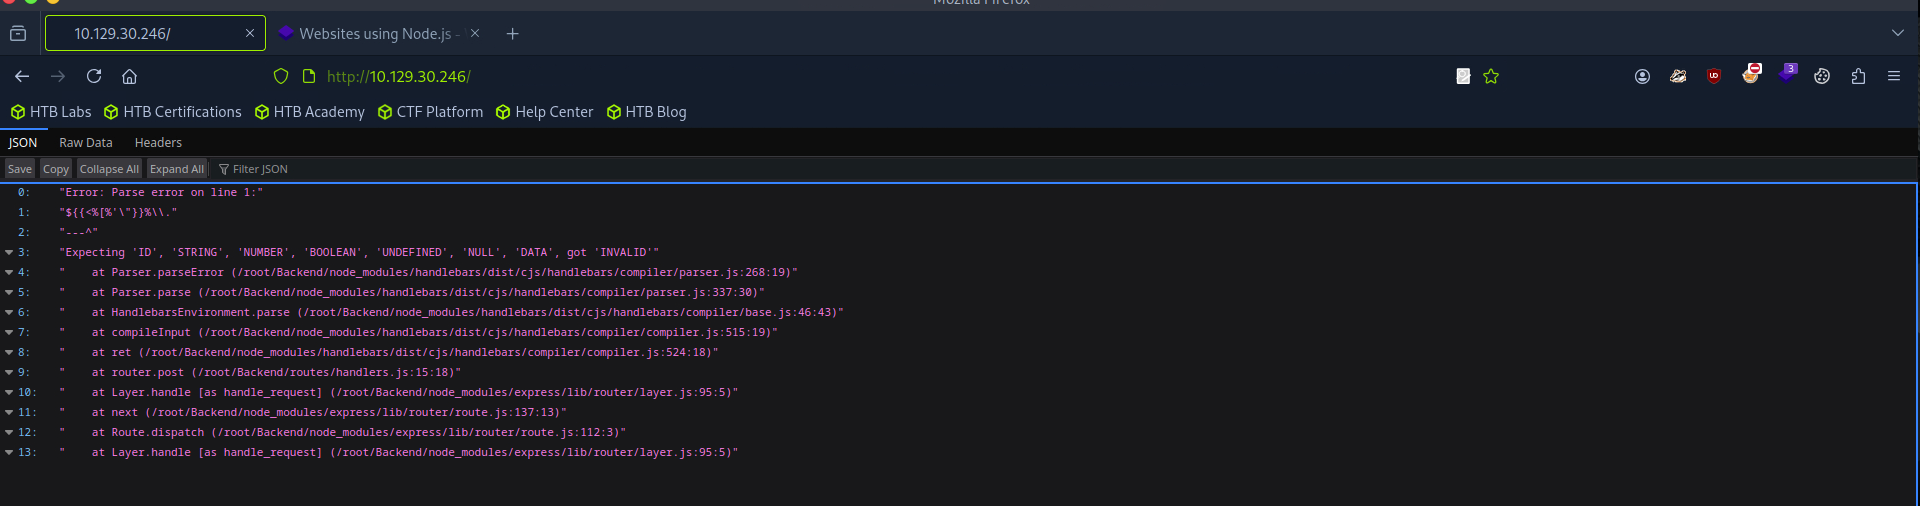 Mozilla Firefox
10.129.30.246/
Websites using Node.js -
http://10.129.30.246/
3
HTB Labs HTB Certifications HTB Academy CTF Platform Help Center HTB Blog
JSON Raw Data Headers
Save Copy Collapse All Expand All Filter JSON
0: "Error: Parse error on line 1:"
1: "${{<%[%'\"}}%\\."
2: "---^"
3: "Expecting 'ID', 'STRING', 'NUMBER', 'BOOLEAN', 'UNDEFINED', 'NULL', 'DATA', got 'INVALID'"
4: "    at Parser.parseError (/root/Backend/node_modules/handlebars/dist/cjs/handlebars/compiler/parser.js:268:19)"
5: "    at Parser.parse (/root/Backend/node_modules/handlebars/dist/cjs/handlebars/compiler/parser.js:337:30)"
6: "    at HandlebarsEnvironment.parse (/root/Backend/node_modules/handlebars/dist/cjs/handlebars/compiler/base.js:46:43)"
7: "    at compileInput (/root/Backend/node_modules/handlebars/dist/cjs/handlebars/compiler/compiler.js:515:19)"
8: "    at ret (/root/Backend/node_modules/handlebars/dist/cjs/handlebars/compiler/compiler.js:524:18)"
9: "    at router.post (/root/Backend/routes/handlers.js:15:18)"
10: "    at Layer.handle [as handle_request] (/root/Backend/node_modules/express/lib/router/layer.js:95:5)"
11: "    at next (/root/Backend/node_modules/express/lib/router/route.js:137:13)"
12: "    at Route.dispatch (/root/Backend/node_modules/express/lib/router/route.js:112:3)"
13: "    at Layer.handle [as handle_request] (/root/Backend/node_modules/express/lib/router/layer.js:95:5)"